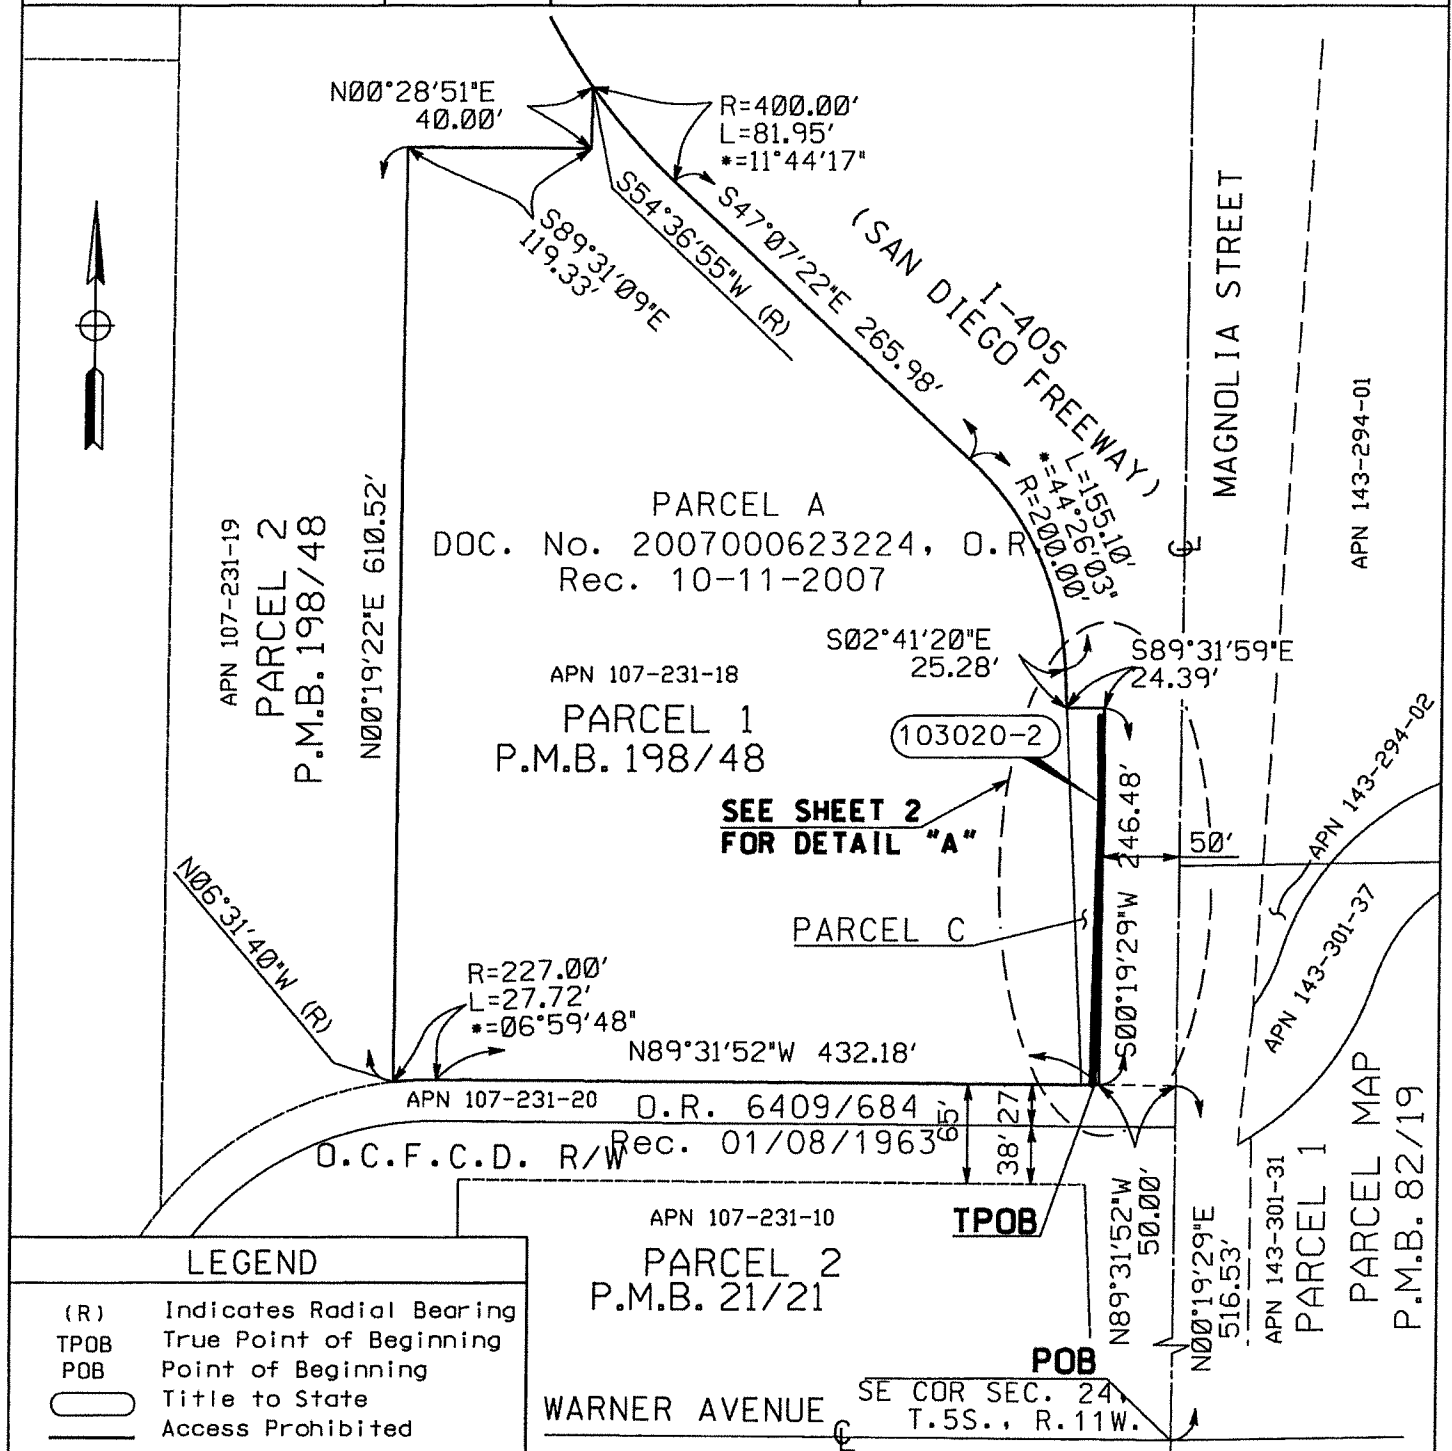 N00°28'51"E
40.00'
R=400.00'
L=81.95'
*=11°44'17"
S54°36'55"W (R)
S47°07'22"E 265.98'
S89°31'09"E
119.33'
(SAN DIEGO FREEWAY)
I-405
MAGNOLIA STREET
APN 143-294-01
L=155.10'
*=44°26'03"
R=200.00'
PARCEL A
DOC. No. 2007000623224, O.R.
Rec. 10-11-2007
APN 107-231-19
PARCEL 2
P.M.B. 198/48
N00°19'22"E 610.52'
S02°41'20"E
25.28'
S89°31'59"E
24.39'
APN 107-231-18
PARCEL 1
P.M.B. 198/48
103020-2
SEE SHEET 2
FOR DETAIL "A"
S00°19'29"W 246.48'
50'
APN 143-294-02
APN 143-301-37
PARCEL C
N06°31'40"W (R)
R=227.00'
L=27.72'
*=06°59'48"
N89°31'52"W 432.18'
APN 107-231-20
O.R. 6409/684
Rec. 01/08/1963
O.C.F.C.D. R/W
65'
27'
38'
TPOB
APN 107-231-10
PARCEL 2
P.M.B. 21/21
N89°31'52"W
50.00'
N00°19'29"E
516.53'
APN 143-301-31
PARCEL 1
PARCEL MAP
P.M.B. 82/19
POB
SE COR SEC. 24,
T.5S., R.11W.
WARNER AVENUE
LEGEND
(R) Indicates Radial Bearing
TPOB True Point of Beginning
POB Point of Beginning
Title to State
Access Prohibited